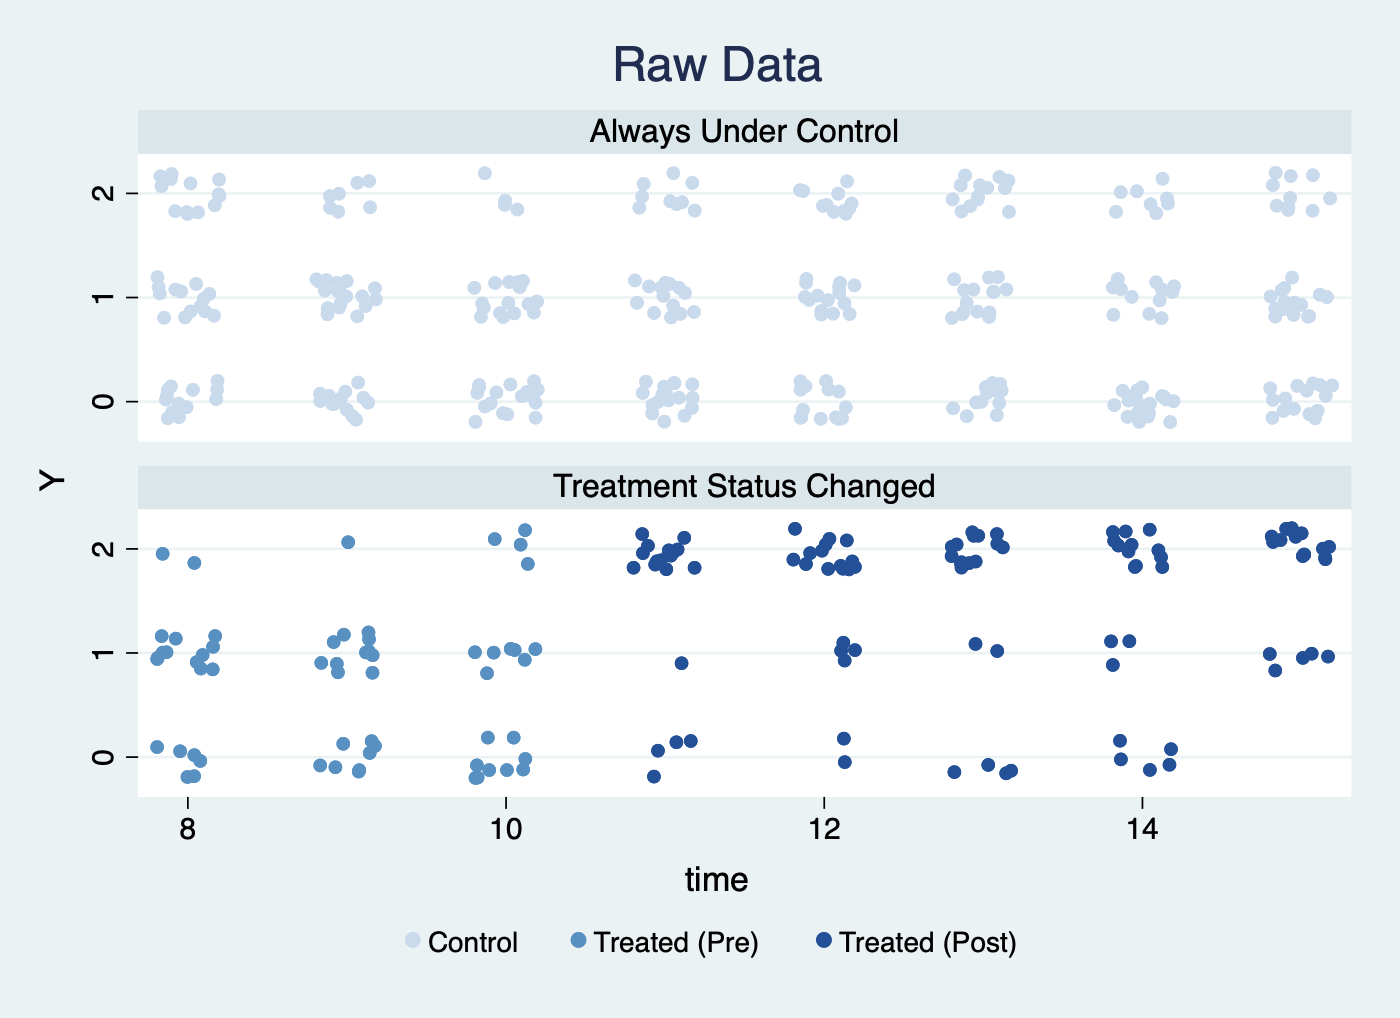 Raw Data
Always Under Control
2
1
0
Y
Treatment Status Changed
2
1
0
8 10 12 14
time
Control Treated (Pre) Treated (Post)